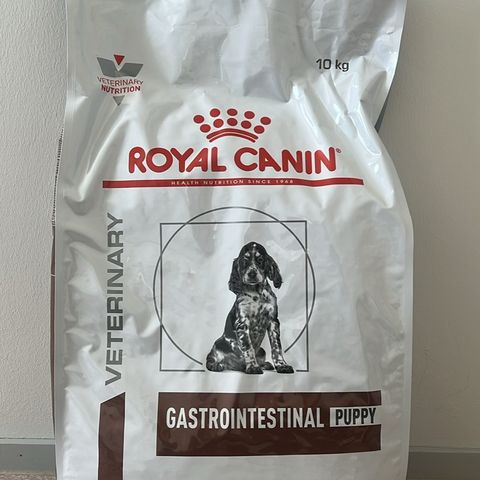 VETERINARY
NUTRITION
10 kg
ROYAL CANIN®
HEALTH NUTRITION SINCE 1968
VETERINARY
GASTROINTESTINAL PUPPY